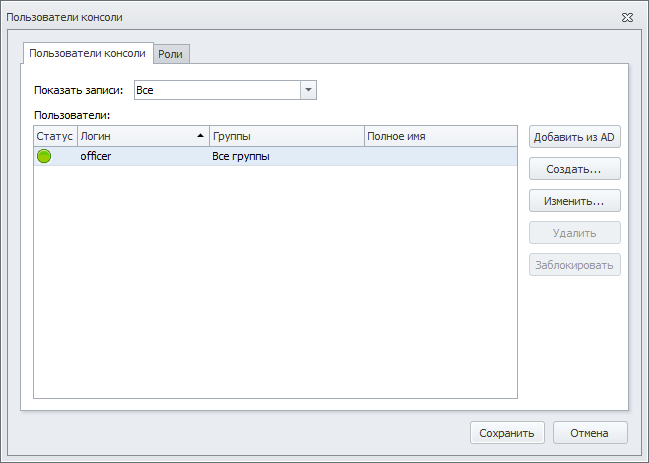 Пользователи консоли
Пользователи консоли Роли
Показать записи: Все
Пользователи:
Статус Логин Группы Полное имя
officer Все группы
Добавить из AD
Создать...
Изменить...
Удалить
Заблокировать
Сохранить Отмена